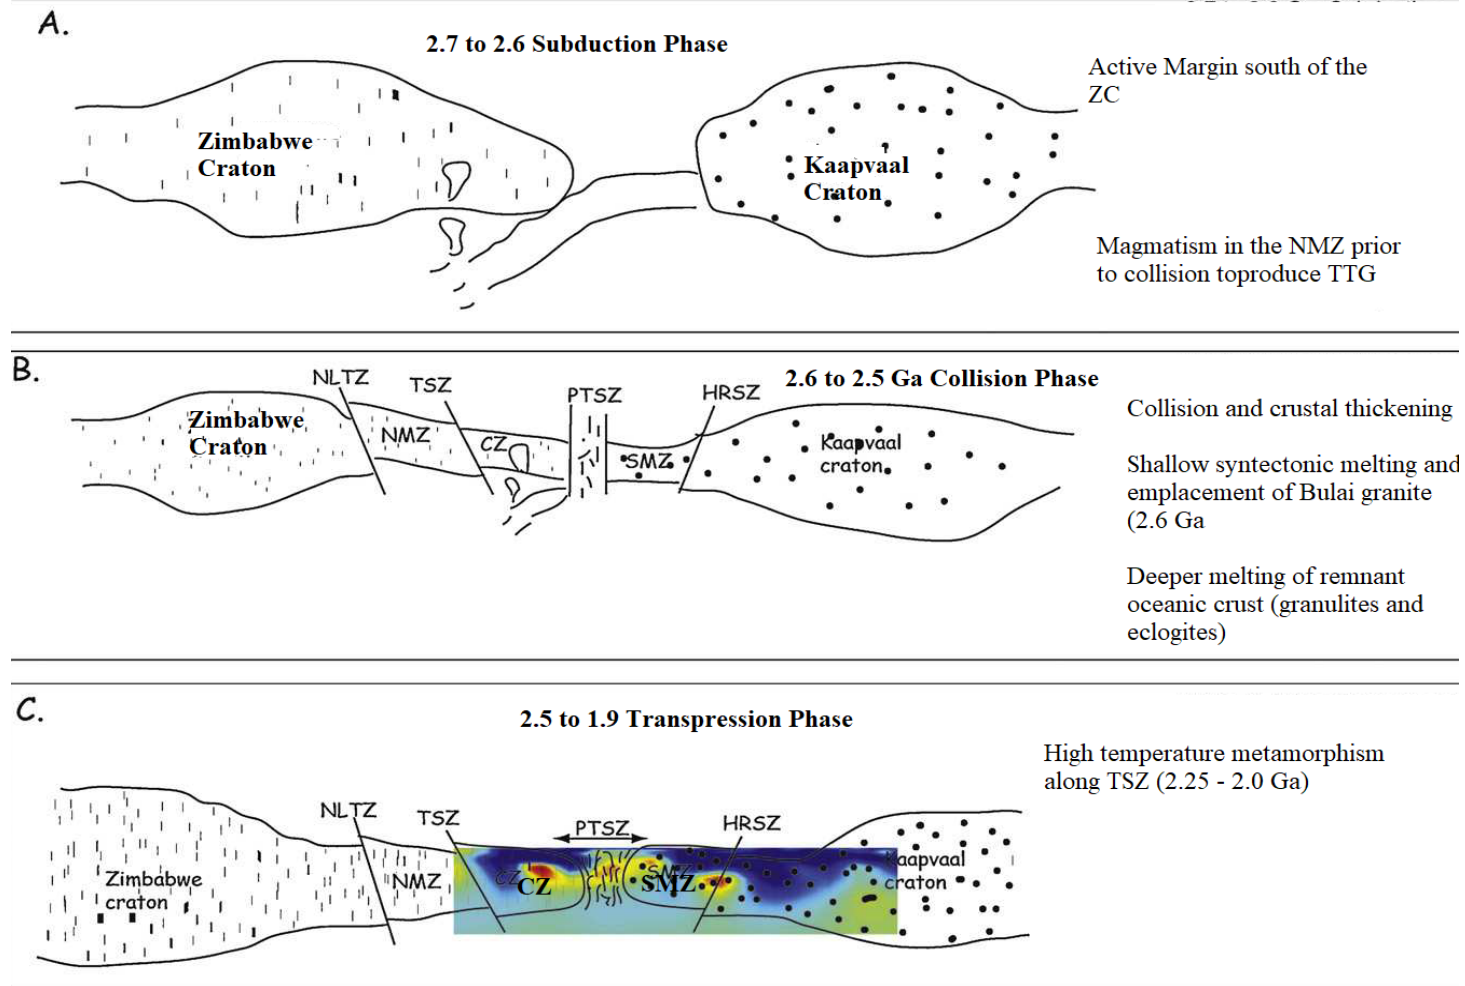 A.
2.7 to 2.6 Subduction Phase
Active Margin south of the
ZC
Zimbabwe
Craton
Kaapvaal
Craton
Magmatism in the NMZ prior
to collision toproduce TTG
B.
NLTZ
TSZ
PTSZ
HRSZ
2.6 to 2.5 Ga Collision Phase
Zimbabwe
Craton
NMZ
CZ
SMZ
Kaapvaal
craton
Collision and crustal thickening
Shallow syntectonic melting and
emplacement of Bulai granite
(2.6 Ga
Deeper melting of remnant
oceanic crust (granulites and
eclogites)
C.
2.5 to 1.9 Transpression Phase
High temperature metamorphism
along TSZ (2.25 - 2.0 Ga)
NLTZ
TSZ
PTSZ
HRSZ
Zimbabwe
craton
NMZ
CZ
CZ
SMZ
SMZ
Kaapvaal
craton